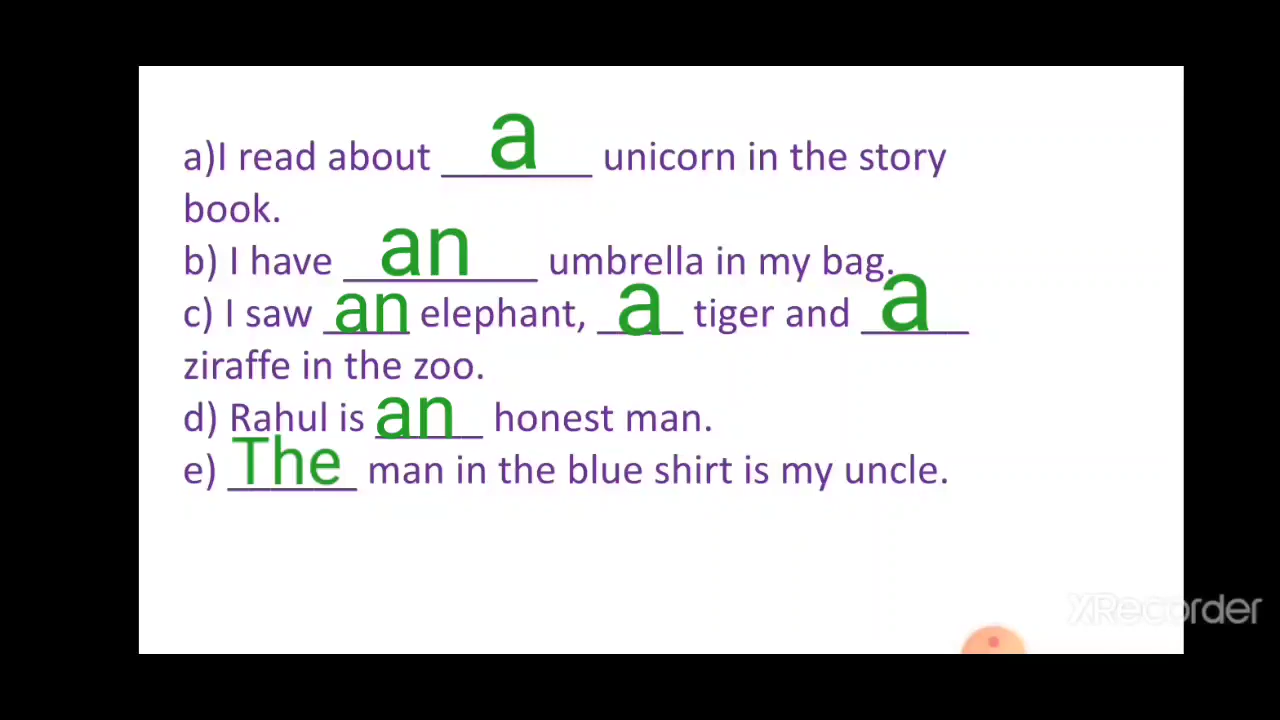 a)I read about ___a___ unicorn in the story
book.
b) I have ___an___ umbrella in my bag.
c) I saw _an_ elephant, _a_ tiger and __a__
ziraffe in the zoo.
d) Rahul is _an_ honest man.
e) _The_ man in the blue shirt is my uncle.
XRecorder